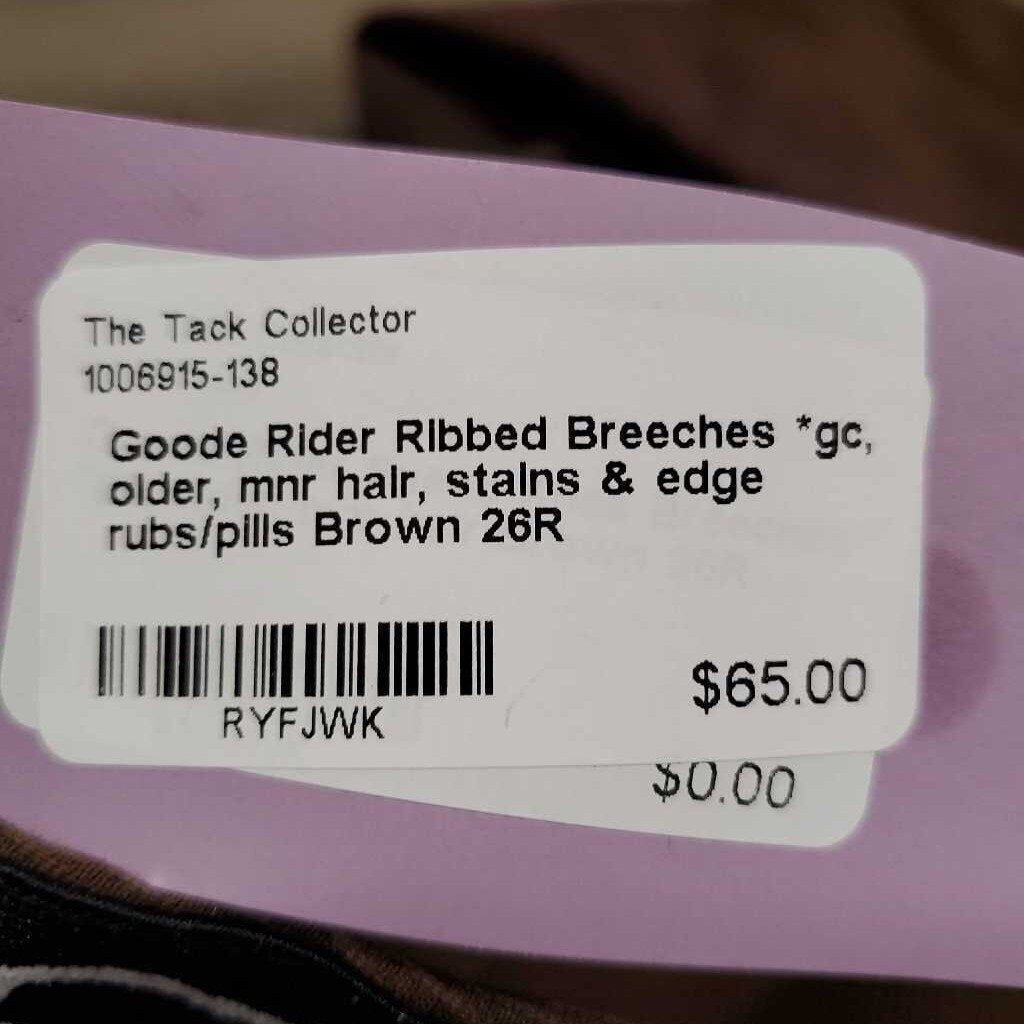 The Tack Collector
1006915-138
Goode Rider Ribbed Breeches *gc,
older, mnr hair, stains & edge
rubs/pills Brown 26R
RYFJWK
$65.00
$0.00